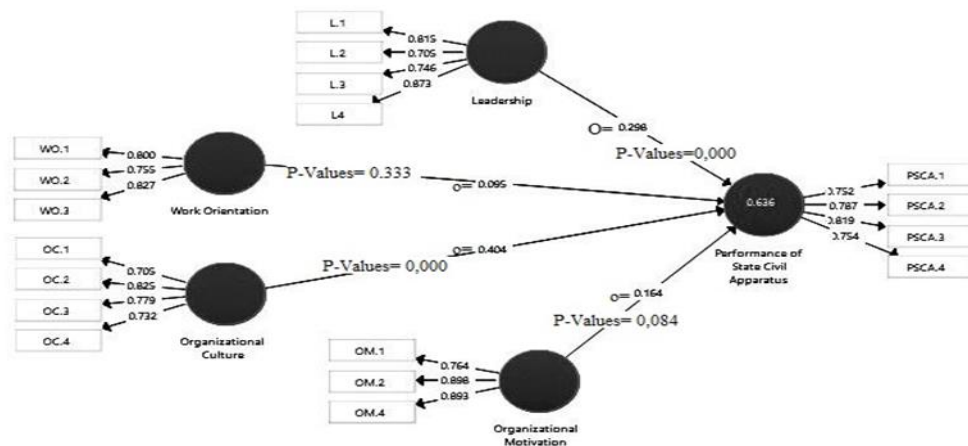 L.1
L.2
L.3
L4
0.815
0.705
0.746
0.873
Leadership
O= 0.298
P-Values=0,000
WO.1
WO.2
WO.3
0.800
0.755
0.827
Work Orientation
P-Values= 0.333
o= 0.095
OC.1
OC.2
OC.3
OC.4
0.705
0.825
0.779
0.732
Organizational
Culture
P-Values= 0,000
o= 0.404
OM.1
OM.2
OM.4
0.764
0.898
0.893
Organizational
Motivation
o= 0.164
P-Values= 0,084
0.636
Performance of
State Civil
Apparatus
0.752
0.787
0.819
0.754
PSCA.1
PSCA.2
PSCA.3
PSCA.4